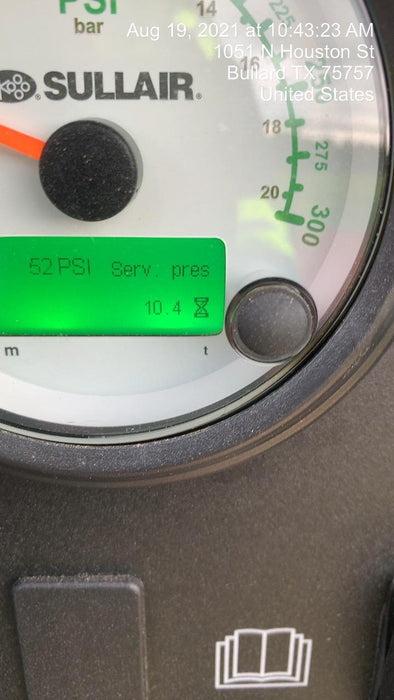 Aug 19, 2021 at 10:43:23 AM
1051 N Houston St
Bullard TX 75757
United States
PSI
bar
14
225
16
18
275
20
300
SULLAIR
52 PSI Serv. pres
10.4
m t